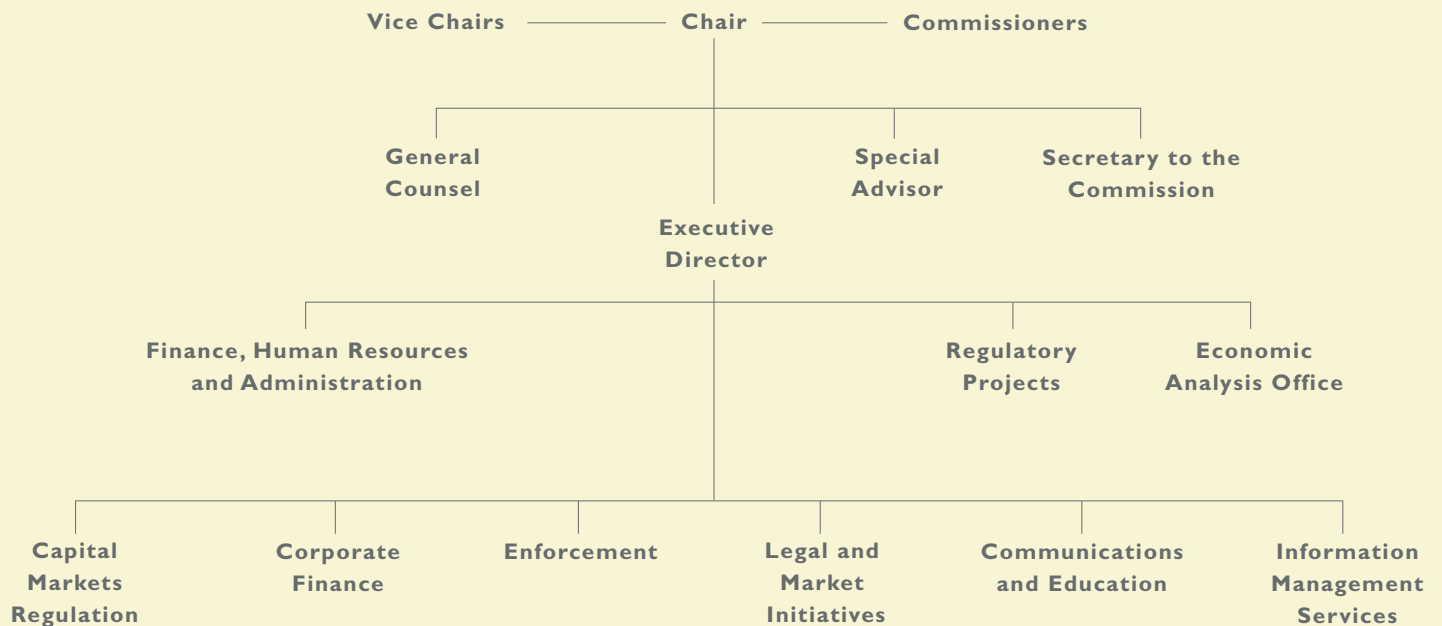 Vice Chairs
Chair
Commissioners
General
Counsel
Special
Advisor
Secretary to the
Commission
Executive
Director
Finance, Human Resources
and Administration
Regulatory
Projects
Economic
Analysis Office
Capital
Markets
Regulation
Corporate
Finance
Enforcement
Legal and
Market
Initiatives
Communications
and Education
Information
Management
Services